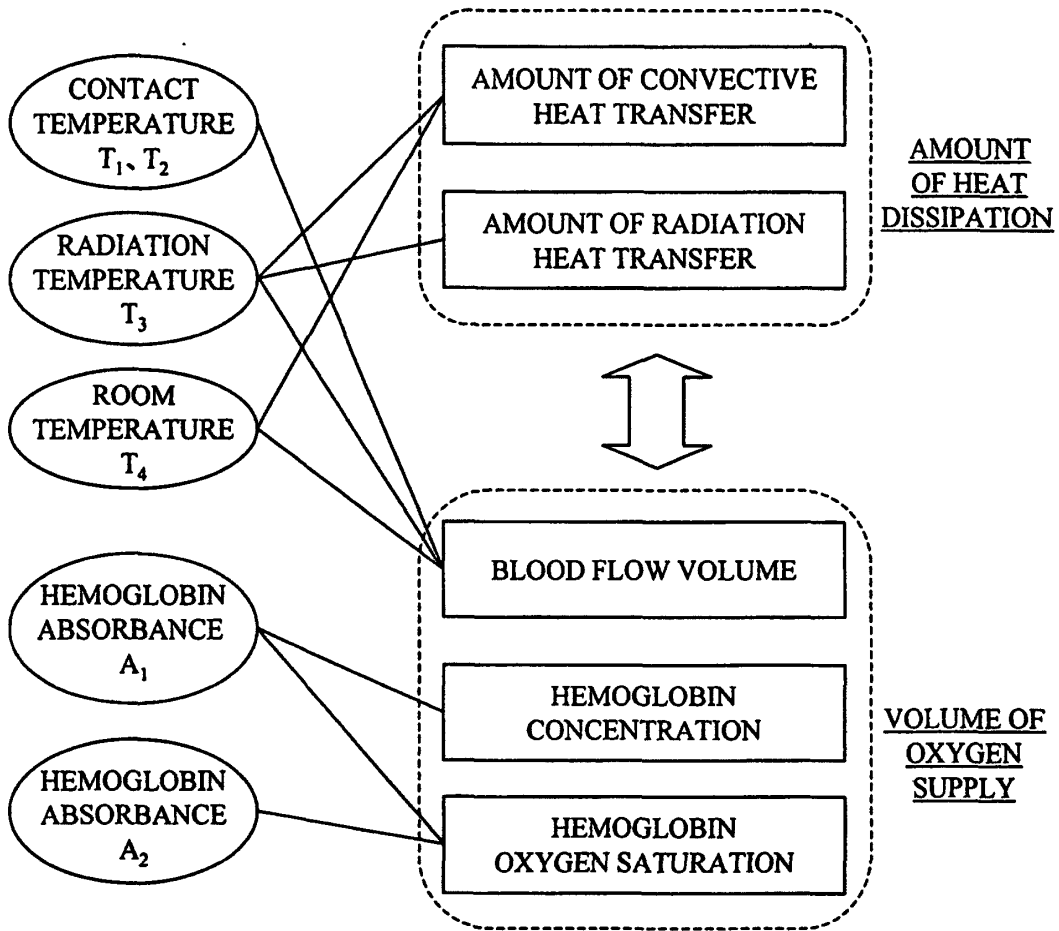 CONTACT
TEMPERATURE
T₁、T₂
RADIATION
TEMPERATURE
T₃
ROOM
TEMPERATURE
T₄
HEMOGLOBIN
ABSORBANCE
A₁
HEMOGLOBIN
ABSORBANCE
A₂
AMOUNT OF CONVECTIVE
HEAT TRANSFER
AMOUNT OF RADIATION
HEAT TRANSFER
AMOUNT
OF HEAT
DISSIPATION
BLOOD FLOW VOLUME
HEMOGLOBIN
CONCENTRATION
HEMOGLOBIN
OXYGEN SATURATION
VOLUME OF
OXYGEN
SUPPLY